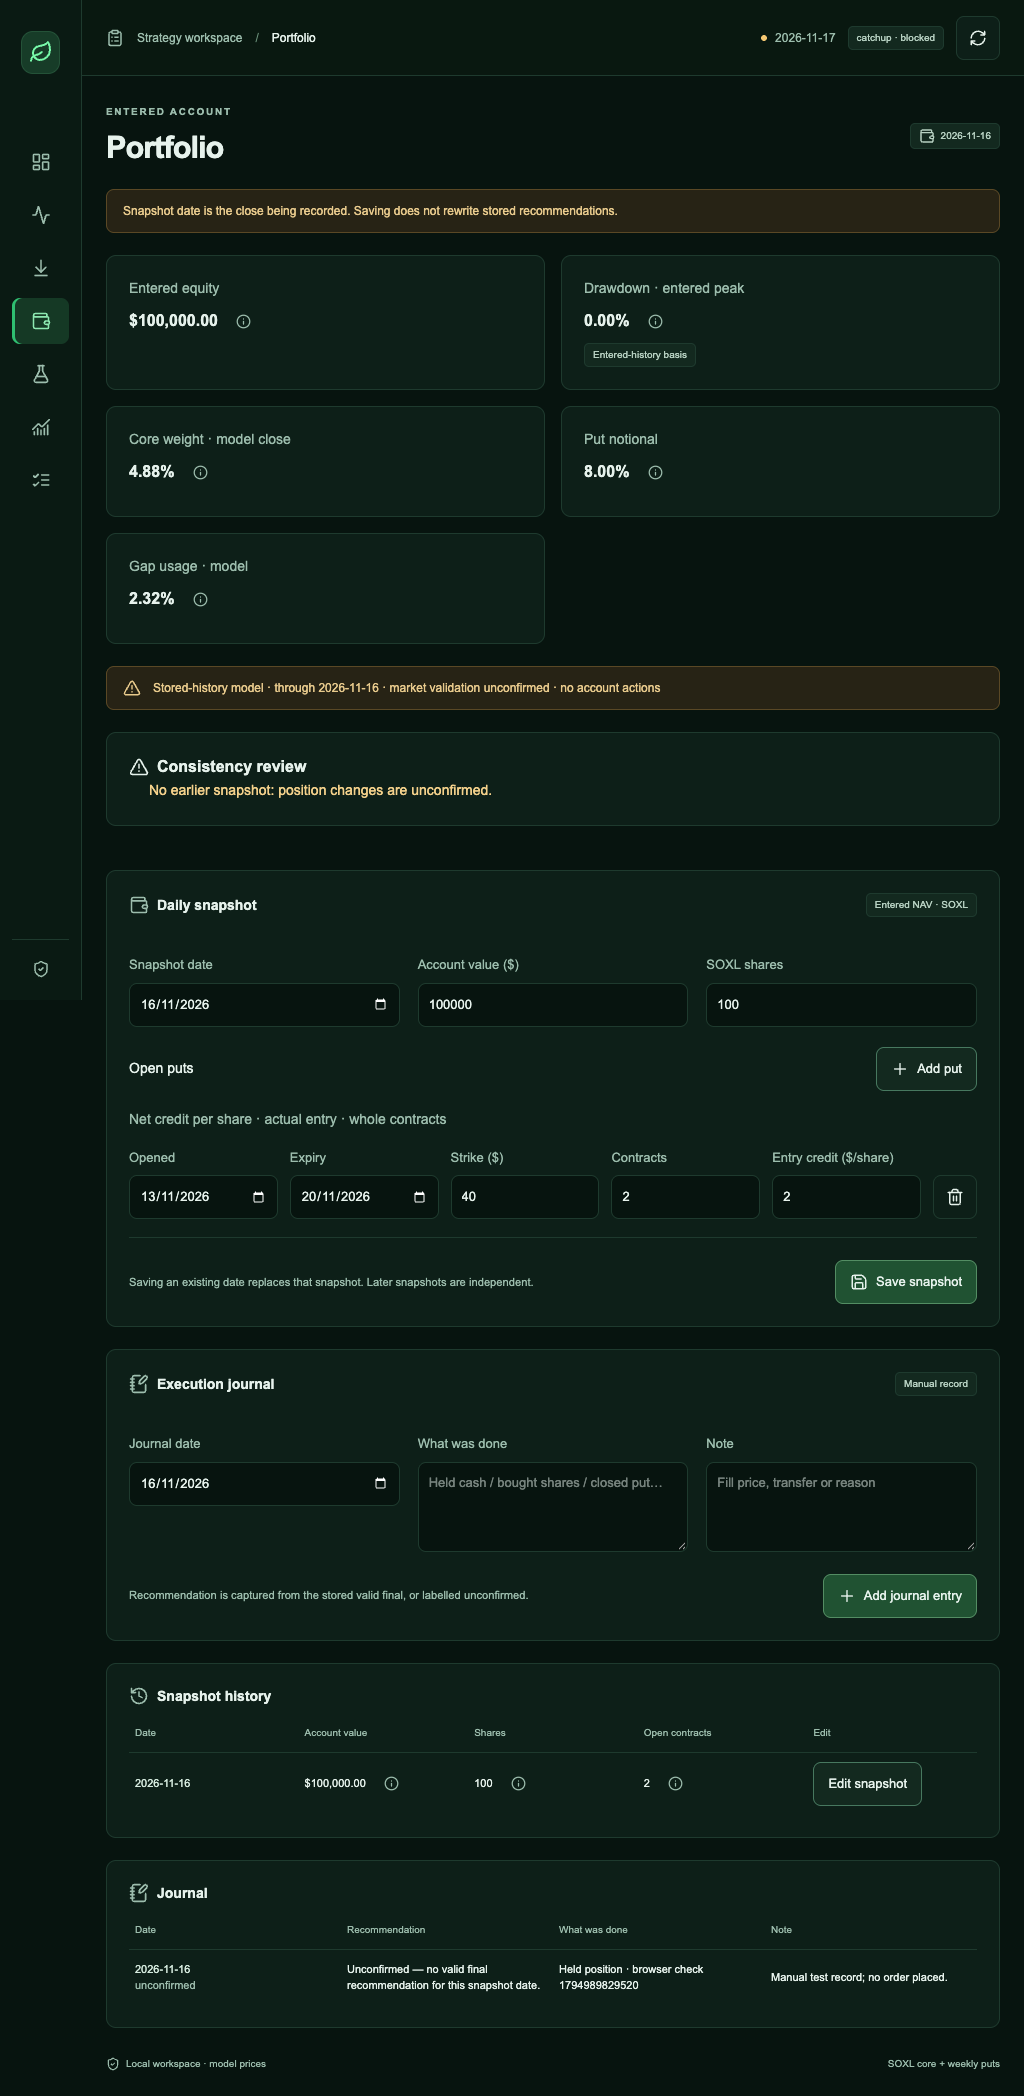 Strategy workspace / Portfolio
2026-11-17
catchup · blocked
ENTERED ACCOUNT
Portfolio
2026-11-16
Snapshot date is the close being recorded. Saving does not rewrite stored recommendations.
Entered equity
$100,000.00
Drawdown · entered peak
0.00%
Entered-history basis
Core weight · model close
4.88%
Put notional
8.00%
Gap usage · model
2.32%
Stored-history model · through 2026-11-16 · market validation unconfirmed · no account actions
Consistency review
No earlier snapshot: position changes are unconfirmed.
Daily snapshot
Entered NAV · SOXL
Snapshot date
Account value ($)
SOXL shares
16/11/2026
100000
100
Open puts
Add put
Net credit per share · actual entry · whole contracts
Opened
Expiry
Strike ($)
Contracts
Entry credit ($/share)
13/11/2026
20/11/2026
40
2
2
Saving an existing date replaces that snapshot. Later snapshots are independent.
Save snapshot
Execution journal
Manual record
Journal date
What was done
Note
16/11/2026
Held cash / bought shares / closed put…
Fill price, transfer or reason
Recommendation is captured from the stored valid final, or labelled unconfirmed.
Add journal entry
Snapshot history
Date
Account value
Shares
Open contracts
Edit
2026-11-16
$100,000.00
100
2
Edit snapshot
Journal
Date
Recommendation
What was done
Note
2026-11-16
unconfirmed
Unconfirmed — no valid final
recommendation for this snapshot date.
Held position · browser check
1794989829520
Manual test record; no order placed.
Local workspace · model prices
SOXL core + weekly puts